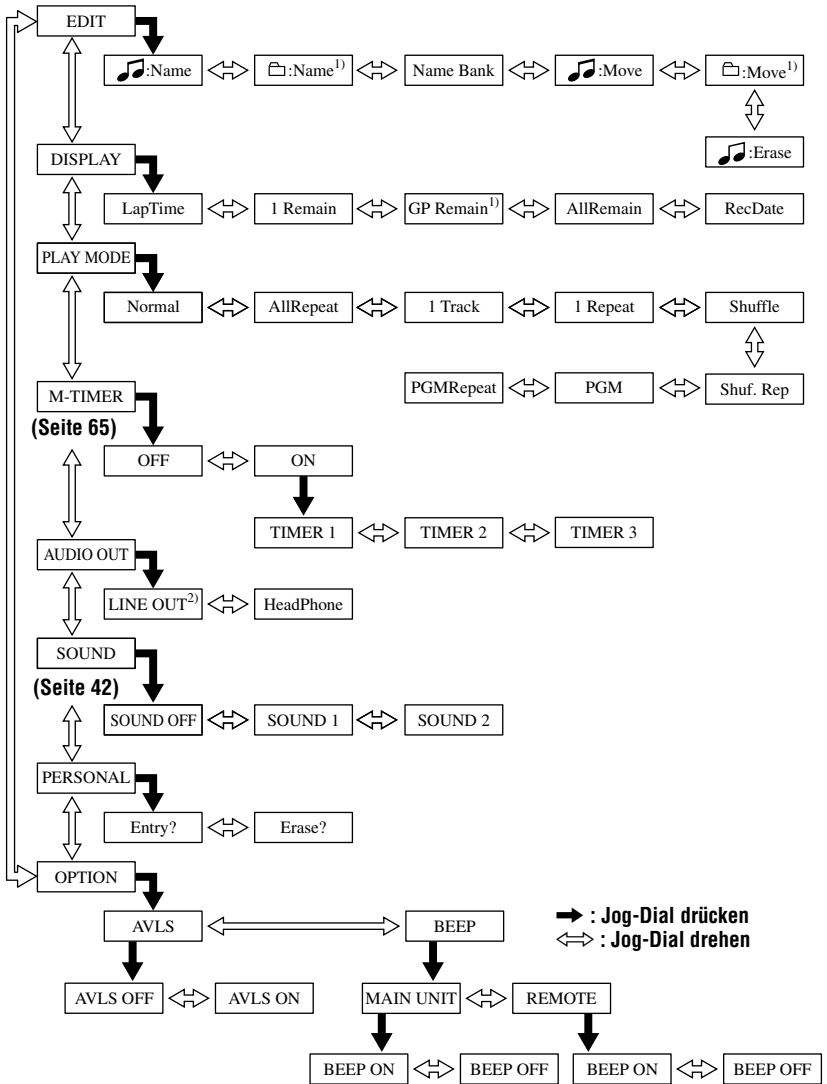 EDIT
:Name :Name1) Name Bank :Move :Move1)
:Erase
DISPLAY
LapTime 1 Remain GP Remain1) AllRemain RecDate
PLAY MODE
Normal AllRepeat 1 Track 1 Repeat Shuffle
PGMRepeat PGM Shuf. Rep
M-TIMER
(Seite 65)
OFF ON
TIMER 1 TIMER 2 TIMER 3
AUDIO OUT
LINE OUT2) HeadPhone
SOUND
(Seite 42)
SOUND OFF SOUND 1 SOUND 2
PERSONAL
Entry? Erase?
OPTION
AVLS BEEP
: Jog-Dial drücken
: Jog-Dial drehen
AVLS OFF AVLS ON MAIN UNIT REMOTE
BEEP ON BEEP OFF BEEP ON BEEP OFF